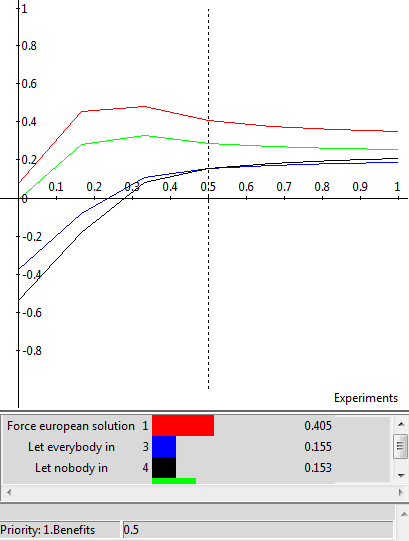 1
0.8
0.6
0.4
0.2
0.1 0.2 0.3 0.4 0.5 0.6 0.7 0.8 0.9 1
0
-0.2
-0.4
-0.6
-0.8
Experiments
Force european solution 1 0.405
Let everybody in 3 0.155
Let nobody in 4 0.153
Priority: 1.Benefits 0.5